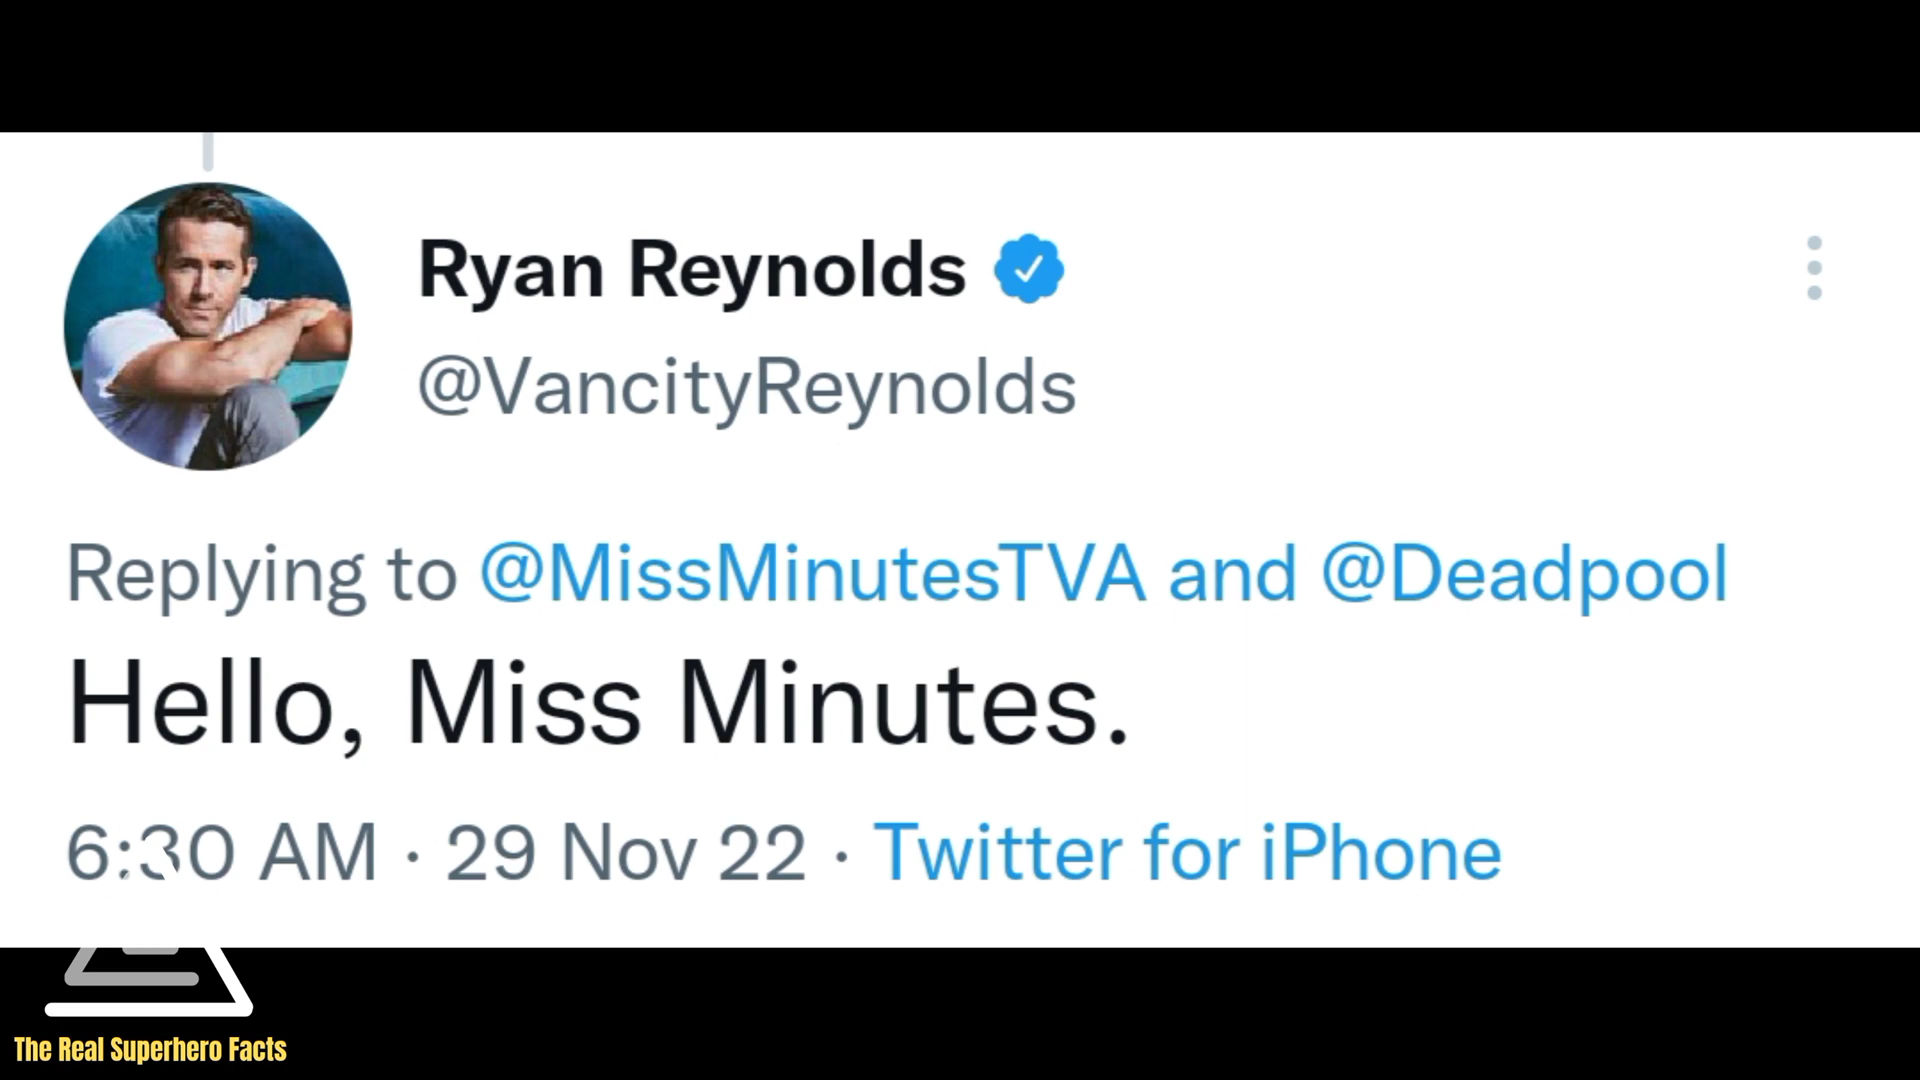 Ryan Reynolds
@VancityReynolds
Replying to @MissMinutesTVA and @Deadpool
Hello, Miss Minutes.
6:30 AM · 29 Nov 22 · Twitter for iPhone
The Real Superhero Facts